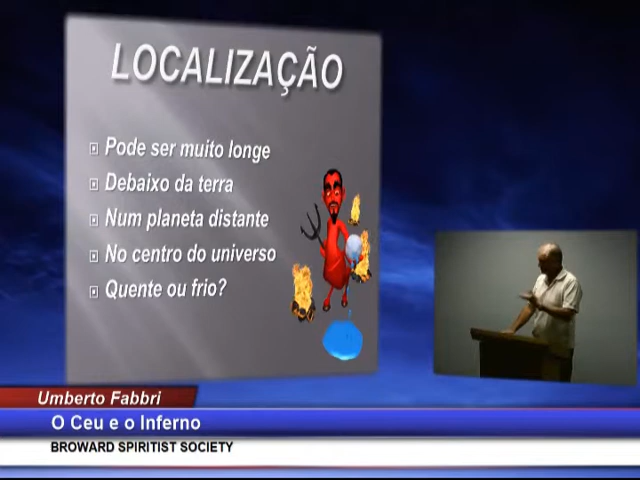 LOCALIZAÇÃO
Pode ser muito longe
Debaixo da terra
Num planeta distante
No centro do universo
Quente ou frio?
Umberto Fabbri
O Ceu e o Inferno
BROWARD SPIRITIST SOCIETY